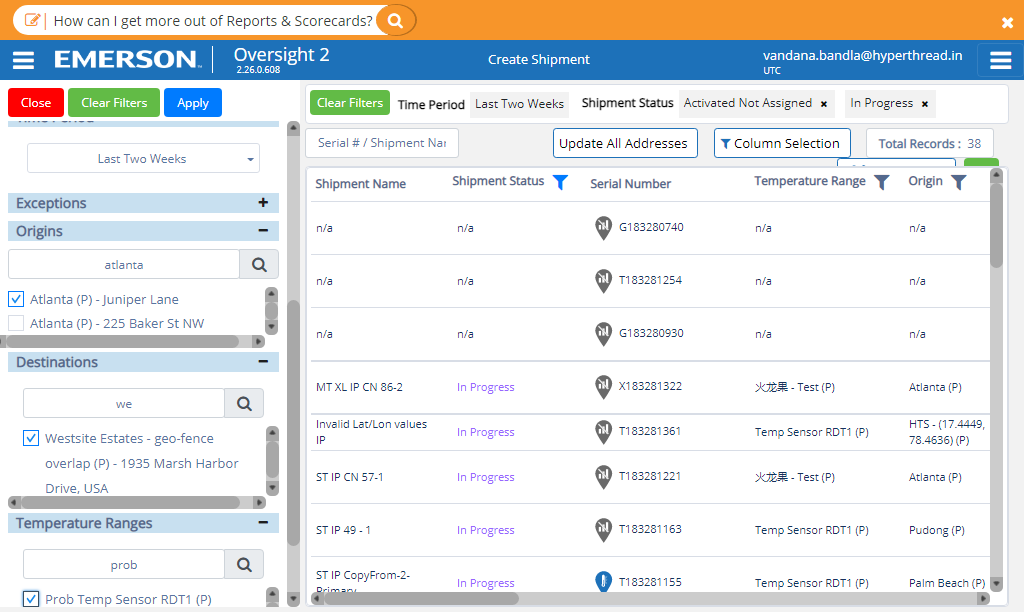 How can I get more out of Reports & Scorecards?
EMERSON
Oversight 2
2.26.0.608
Create Shipment
vandana.bandla@hyperthread.in
UTC
Close
Clear Filters
Apply
Clear Filters
Time Period
Last Two Weeks
Shipment Status
Activated Not Assigned ×
In Progress ×
Time Period
Last Two Weeks
Exceptions +
Origins −
atlanta
Atlanta (P) - Juniper Lane
Atlanta (P) - 225 Baker St NW
Destinations −
we
Westsite Estates - geo-fence
overlap (P) - 1935 Marsh Harbor
Drive, USA
Temperature Ranges −
prob
Prob Temp Sensor RDT1 (P)
Serial # / Shipment Nai
Update All Addresses
Column Selection
Total Records : 38
Shipment Name Shipment Status Serial Number Temperature Range Origin
n/a n/a G183280740 n/a n/a
n/a n/a T183181254 n/a n/a
n/a n/a G183280930 n/a n/a
MT XL IP CN 86-2 In Progress X183281322 火龙果 - Test (P) Atlanta (P)
Invalid Lat/Lon values
IP
In Progress T183181361 Temp Sensor RDT1 (P)
HTS - (17.4449,
78.4636) (P)
ST IP CN 57-1 In Progress T183181221 火龙果 - Test (P) Atlanta (P)
ST IP 49 - 1 In Progress T183181163 Temp Sensor RDT1 (P) Pudong (P)
ST IP CopyFrom-2-
Primary
In Progress T183181155 Temp Sensor RDT1 (P) Palm Beach (P)